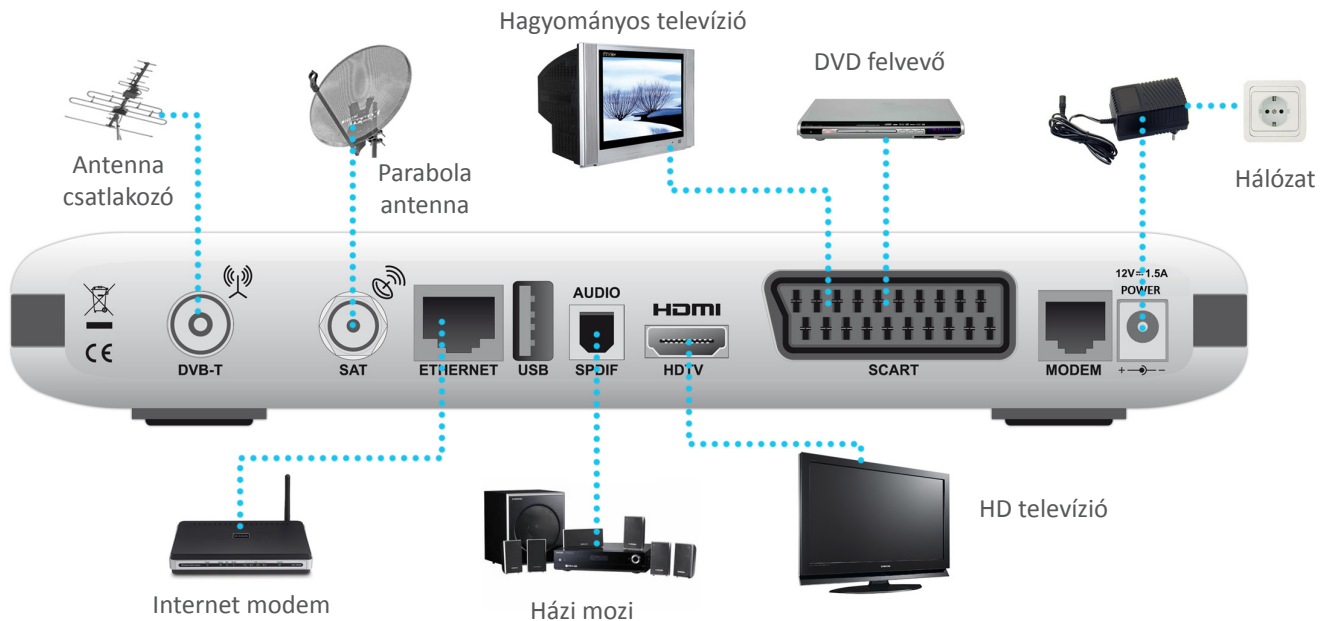 Hagyományos televízió
DVD felvevő
Antenna
csatlakozó
Parabola
antenna
Hálózat
12V⎓1.5A
POWER
AUDIO
HDMI
CE
DVB-T
SAT
ETHERNET
USB
SPDIF
HDTV
SCART
MODEM
+ -
HD televízió
Internet modem
Házi mozi